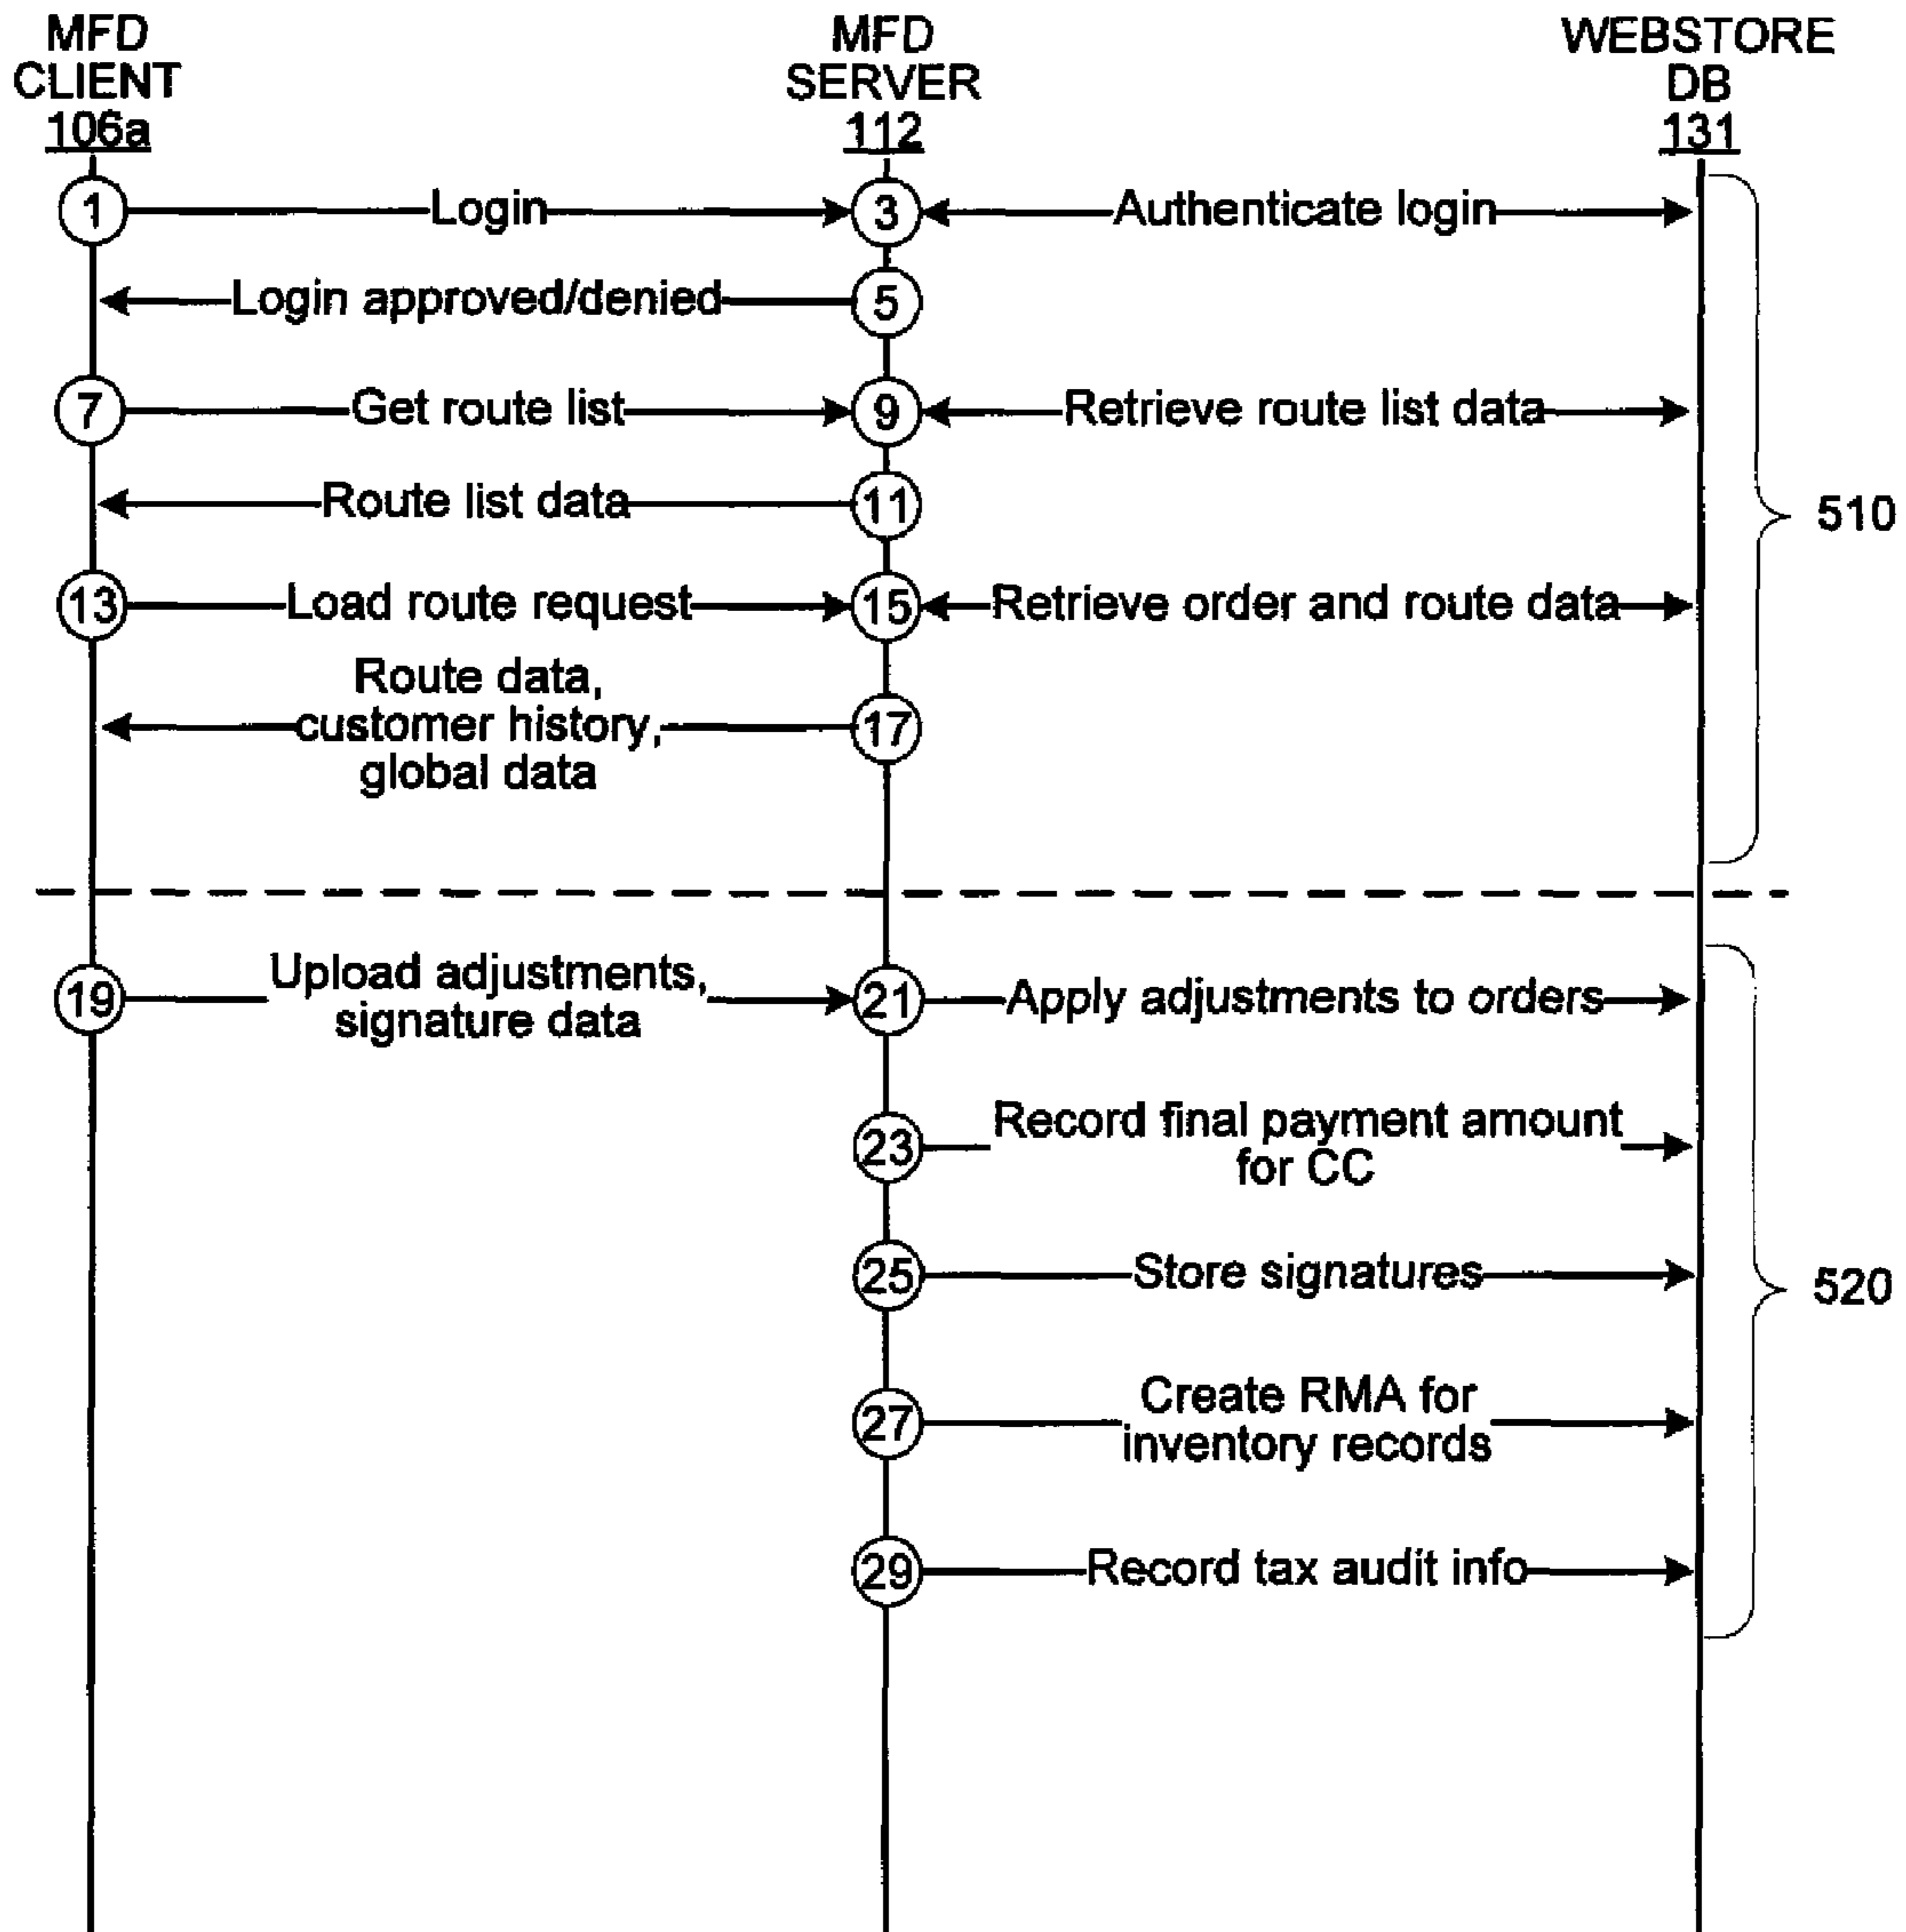 MFD
CLIENT
106a
MFD
SERVER
112
WEBSTORE
DB
131
1
Login
3
Authenticate login
Login approved/denied
5
7
Get route list
9
Retrieve route list data
Route list data
11
510
13
Load route request
15
Retrieve order and route data
Route data,
customer history,
global data
17
19
Upload adjustments,
signature data
21
Apply adjustments to orders
23
Record final payment amount
for CC
25
Store signatures
520
27
Create RMA for
inventory records
29
Record tax audit info